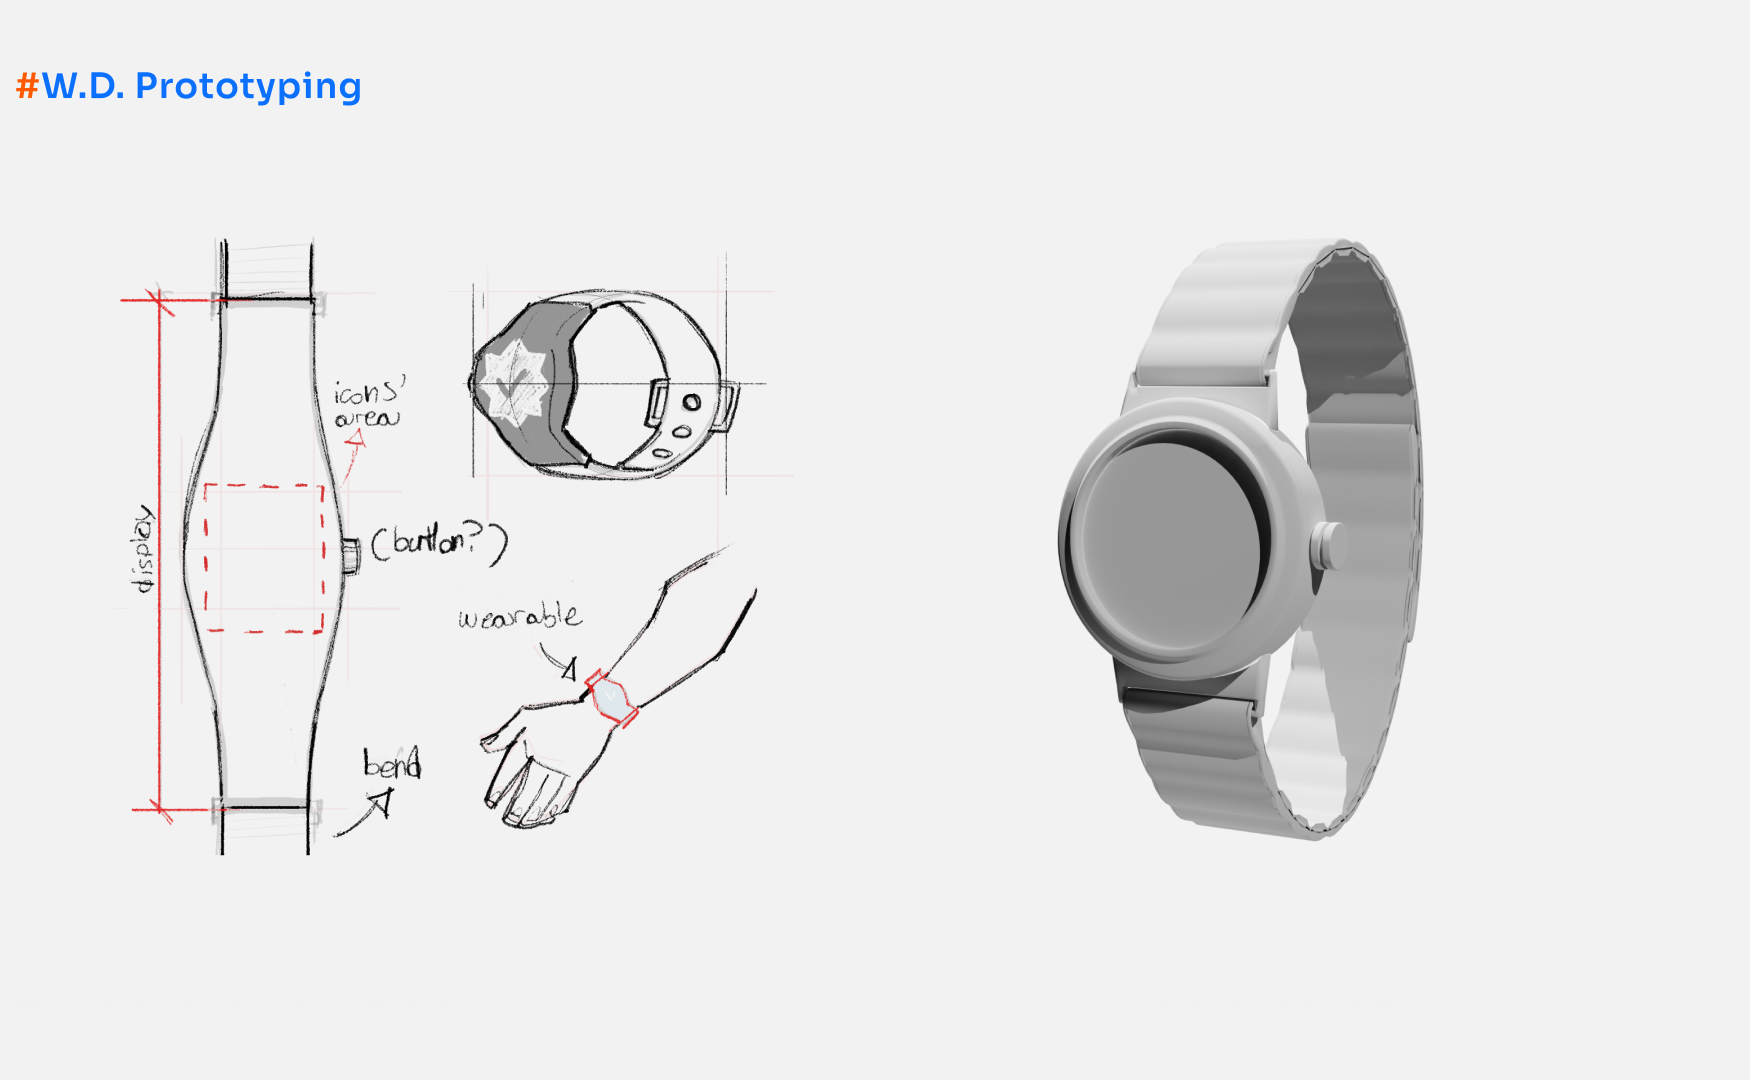 #W.D. Prototyping
icons'
area
display
(button?)
wearable
bend